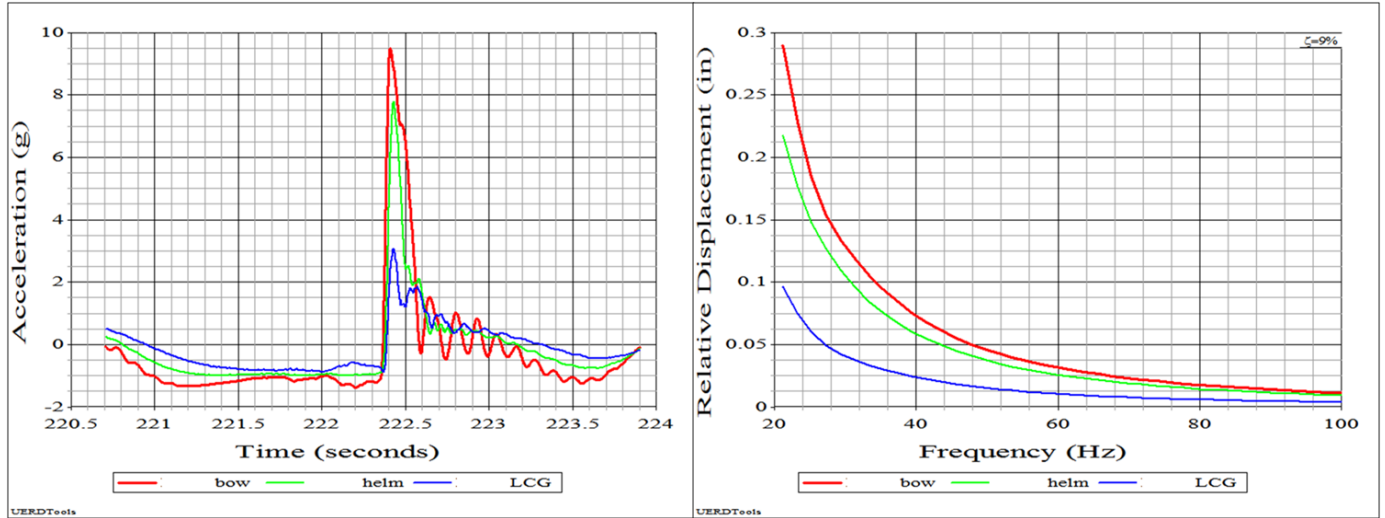 10
8
6
4
2
0
-2
Acceleration (g)
220.5 221 221.5 222 222.5 223 223.5 224
Time (seconds)
: bow : helm : LCG
UERDTools
ζ=9%
0.3
0.25
0.2
0.15
0.1
0.05
0
Relative Displacement (in)
20 40 60 80 100
Frequency (Hz)
: bow : helm : LCG
UERDTools